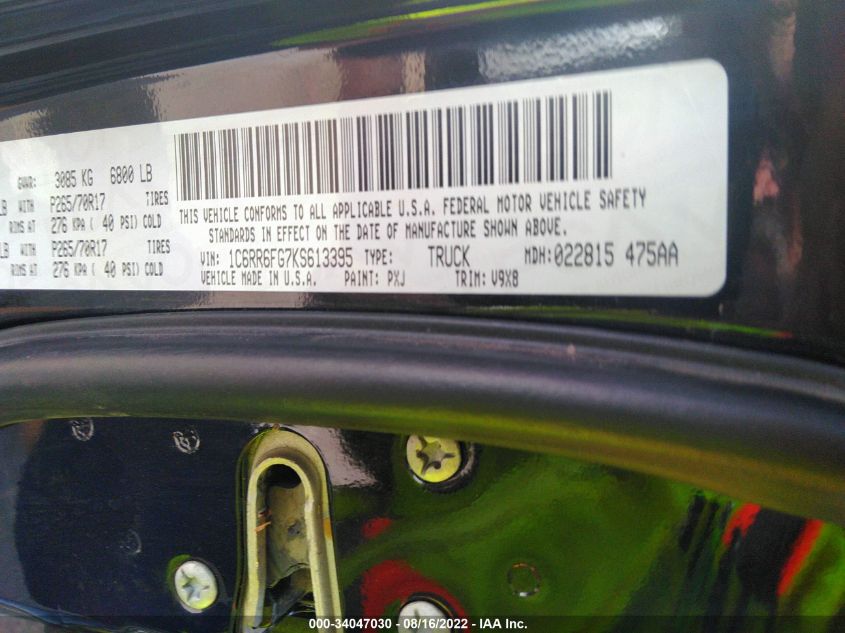 GVWR: 3085 KG 6800 LB
LB P265/70R17 TIRES
RIMS AT 276 KPA ( 40 PSI) COLD
LB WITH P265/70R17 TIRES
RIMS AT 276 KPA ( 40 PSI) COLD
THIS VEHICLE CONFORMS TO ALL APPLICABLE U.S.A. FEDERAL MOTOR VEHICLE SAFETY
STANDARDS IN EFFECT ON THE DATE OF MANUFACTURE SHOWN ABOVE.
VIN: 1C6RR6FG7KS613395 TYPE: TRUCK MDH:022815 475AA
VEHICLE MADE IN U.S.A. PAINT: PXJ TRIM: V9X8
000-34047030 - 08/16/2022 - IAA Inc.